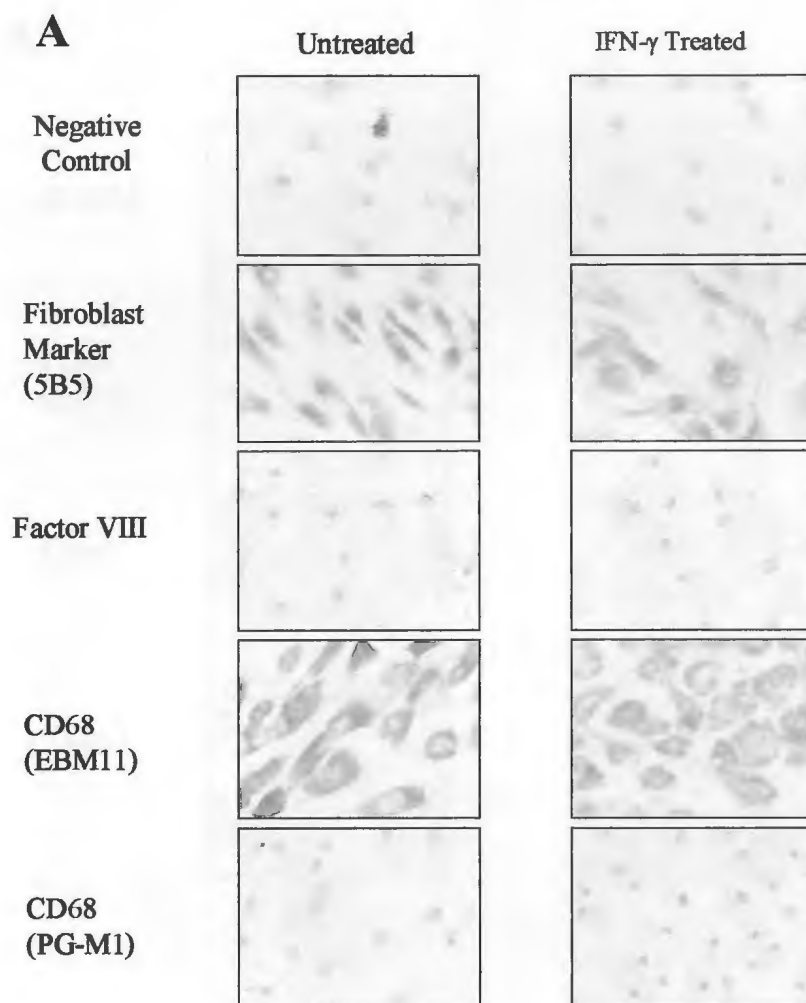 A
Untreated
IFN-γ Treated
Negative
Control
Fibroblast
Marker
(5B5)
Factor VIII
CD68
(EBM11)
CD68
(PG-M1)